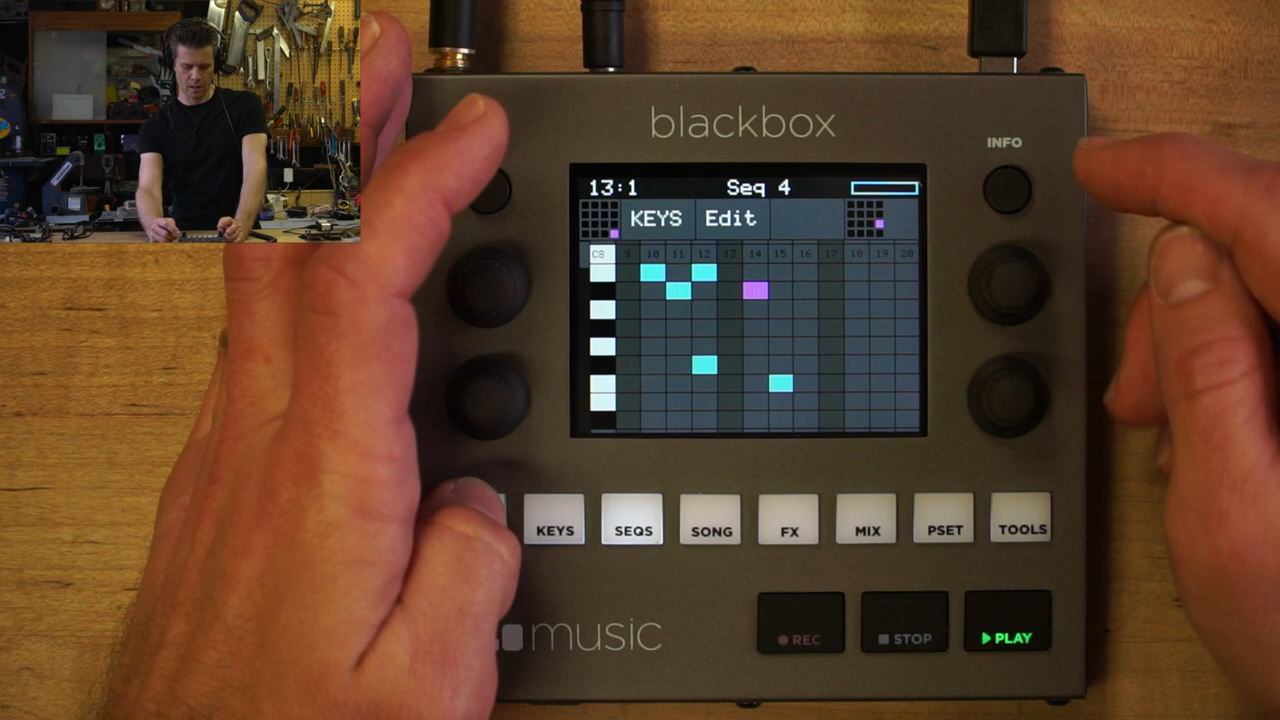 blackbox
INFO
13:1 Seq 4
KEYS Edit
C8 9 10 11 12 13 14 15 16 17 18 19 20
KEYS SEQS SONG FX MIX PSET TOOLS
music
REC STOP PLAY